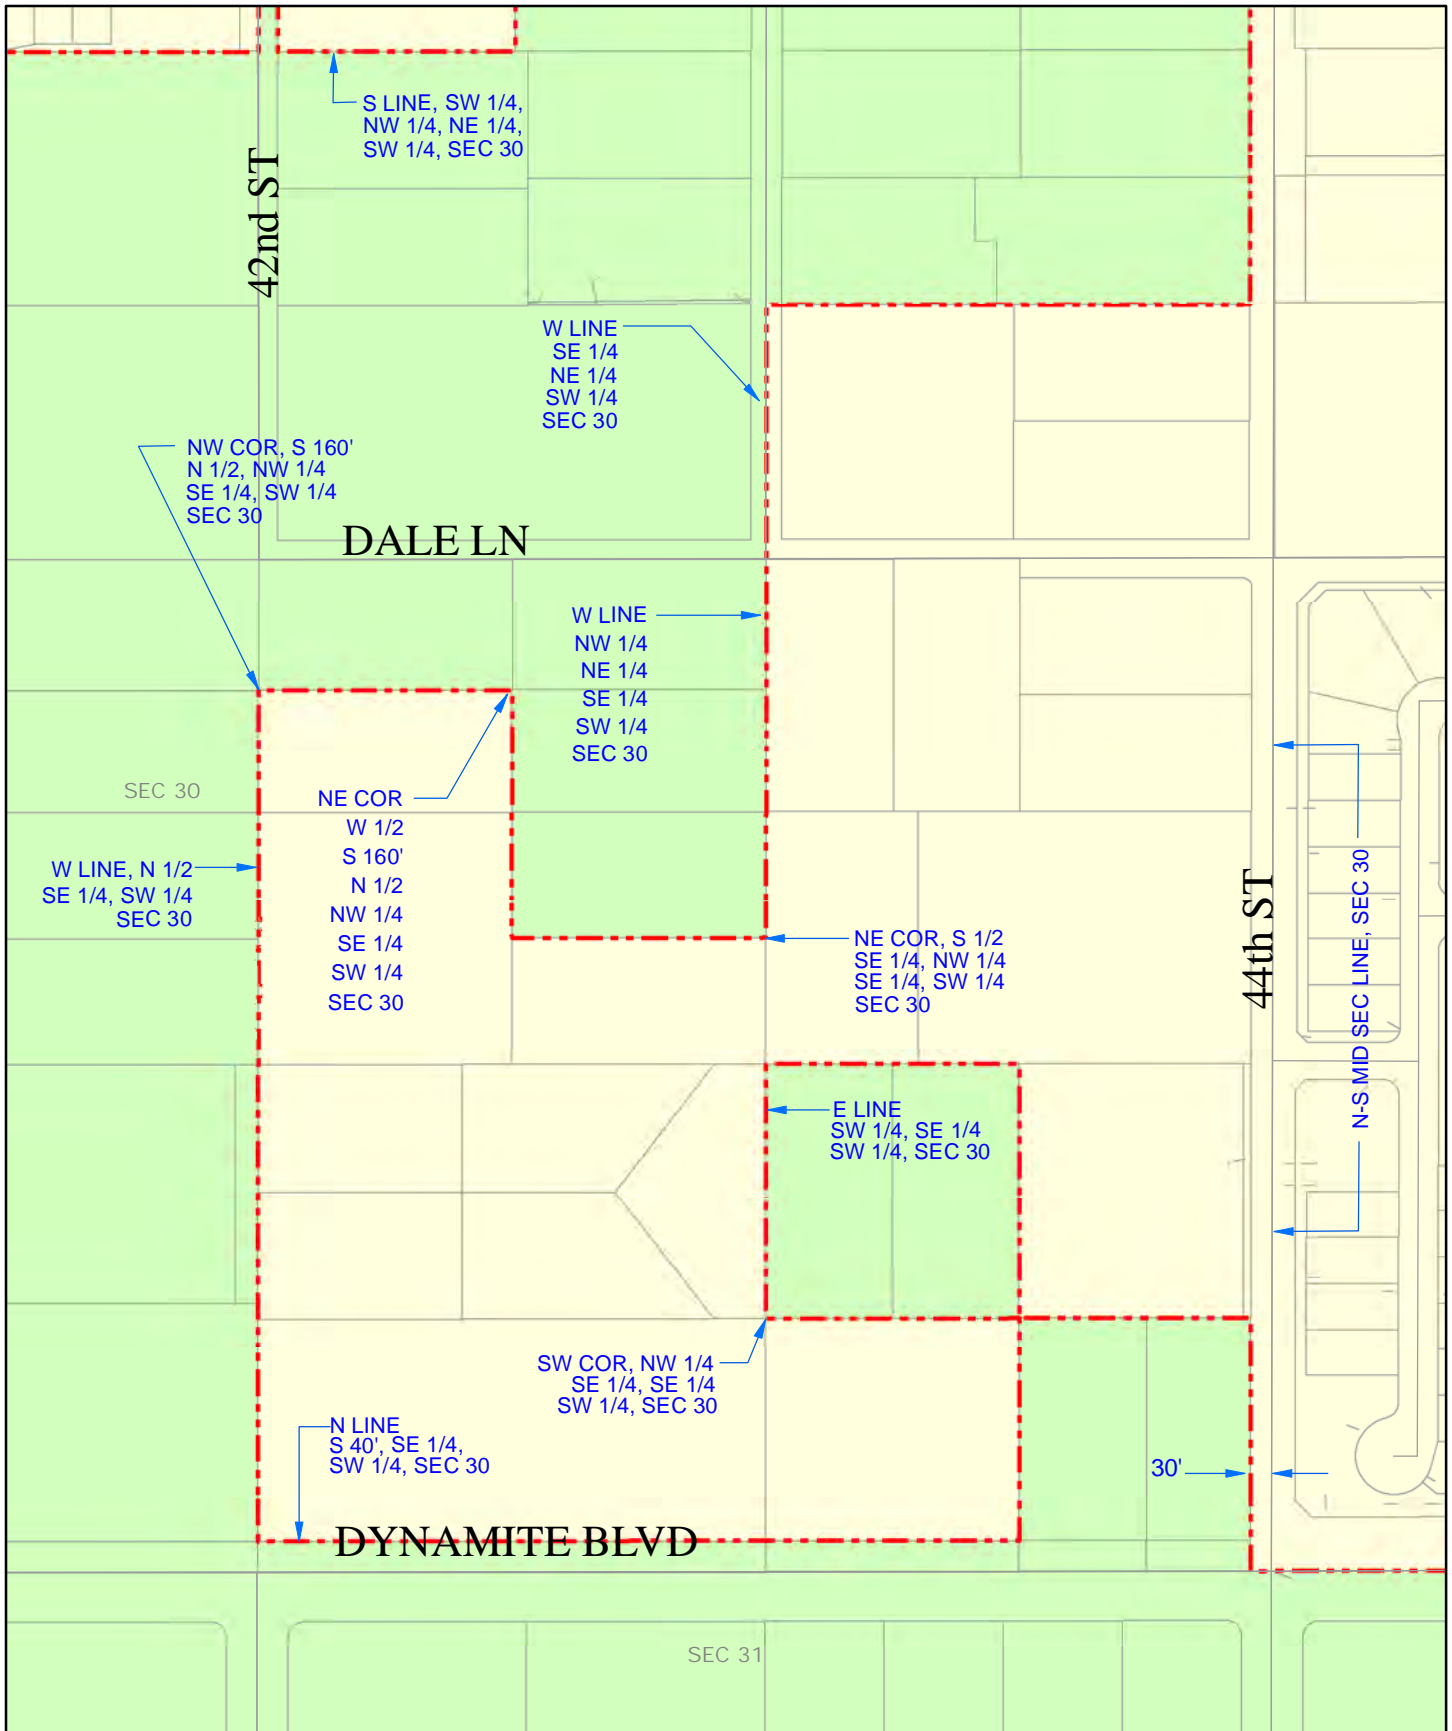 S LINE, SW 1/4,
NW 1/4, NE 1/4,
SW 1/4, SEC 30
42nd ST
W LINE
SE 1/4
NE 1/4
SW 1/4
SEC 30
NW COR, S 160'
N 1/2, NW 1/4
SE 1/4, SW 1/4
SEC 30
DALE LN
W LINE
NW 1/4
NE 1/4
SE 1/4
SW 1/4
SEC 30
SEC 30
NE COR
W 1/2
S 160'
N 1/2
NW 1/4
SE 1/4
SW 1/4
SEC 30
W LINE, N 1/2
SE 1/4, SW 1/4
SEC 30
NE COR, S 1/2
SE 1/4, NW 1/4
SE 1/4, SW 1/4
SEC 30
44th ST
N-S MID SEC LINE, SEC 30
E LINE
SW 1/4, SE 1/4
SW 1/4, SEC 30
SW COR, NW 1/4
SE 1/4, SE 1/4
SW 1/4, SEC 30
N LINE
S 40', SE 1/4,
SW 1/4, SEC 30
30'
DYNAMITE BLVD
SEC 31